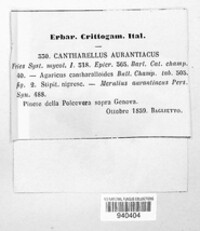 Erbar. Crittogam. Ital.
550. CANTHARELLUS AURANTIACUS
Fries Syst. mycol. I. 318. Epicr. 365. Bart. Cat. champ.
40. — Agaricus cantharelloides Bull. Champ. tab. 505.
fig. 2. Stipit. nigresc. — Merulius aurantiacus Pers.
Syn. 488.
Pinete della Polcevera sopra Genova.
Ottobre 1859. BAGLIETTO.
940404